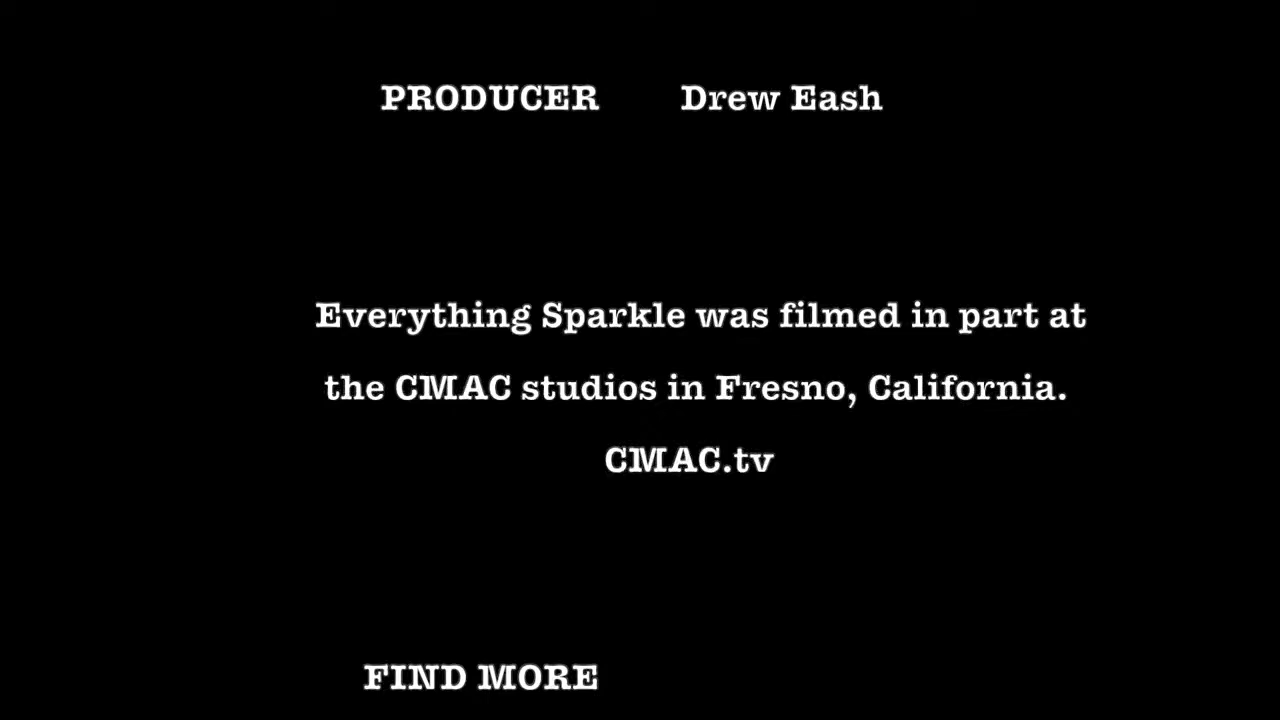 PRODUCER Drew Eash
Everything Sparkle was filmed in part at
the CMAC studios in Fresno, California.
CMAC.tv
FIND MORE